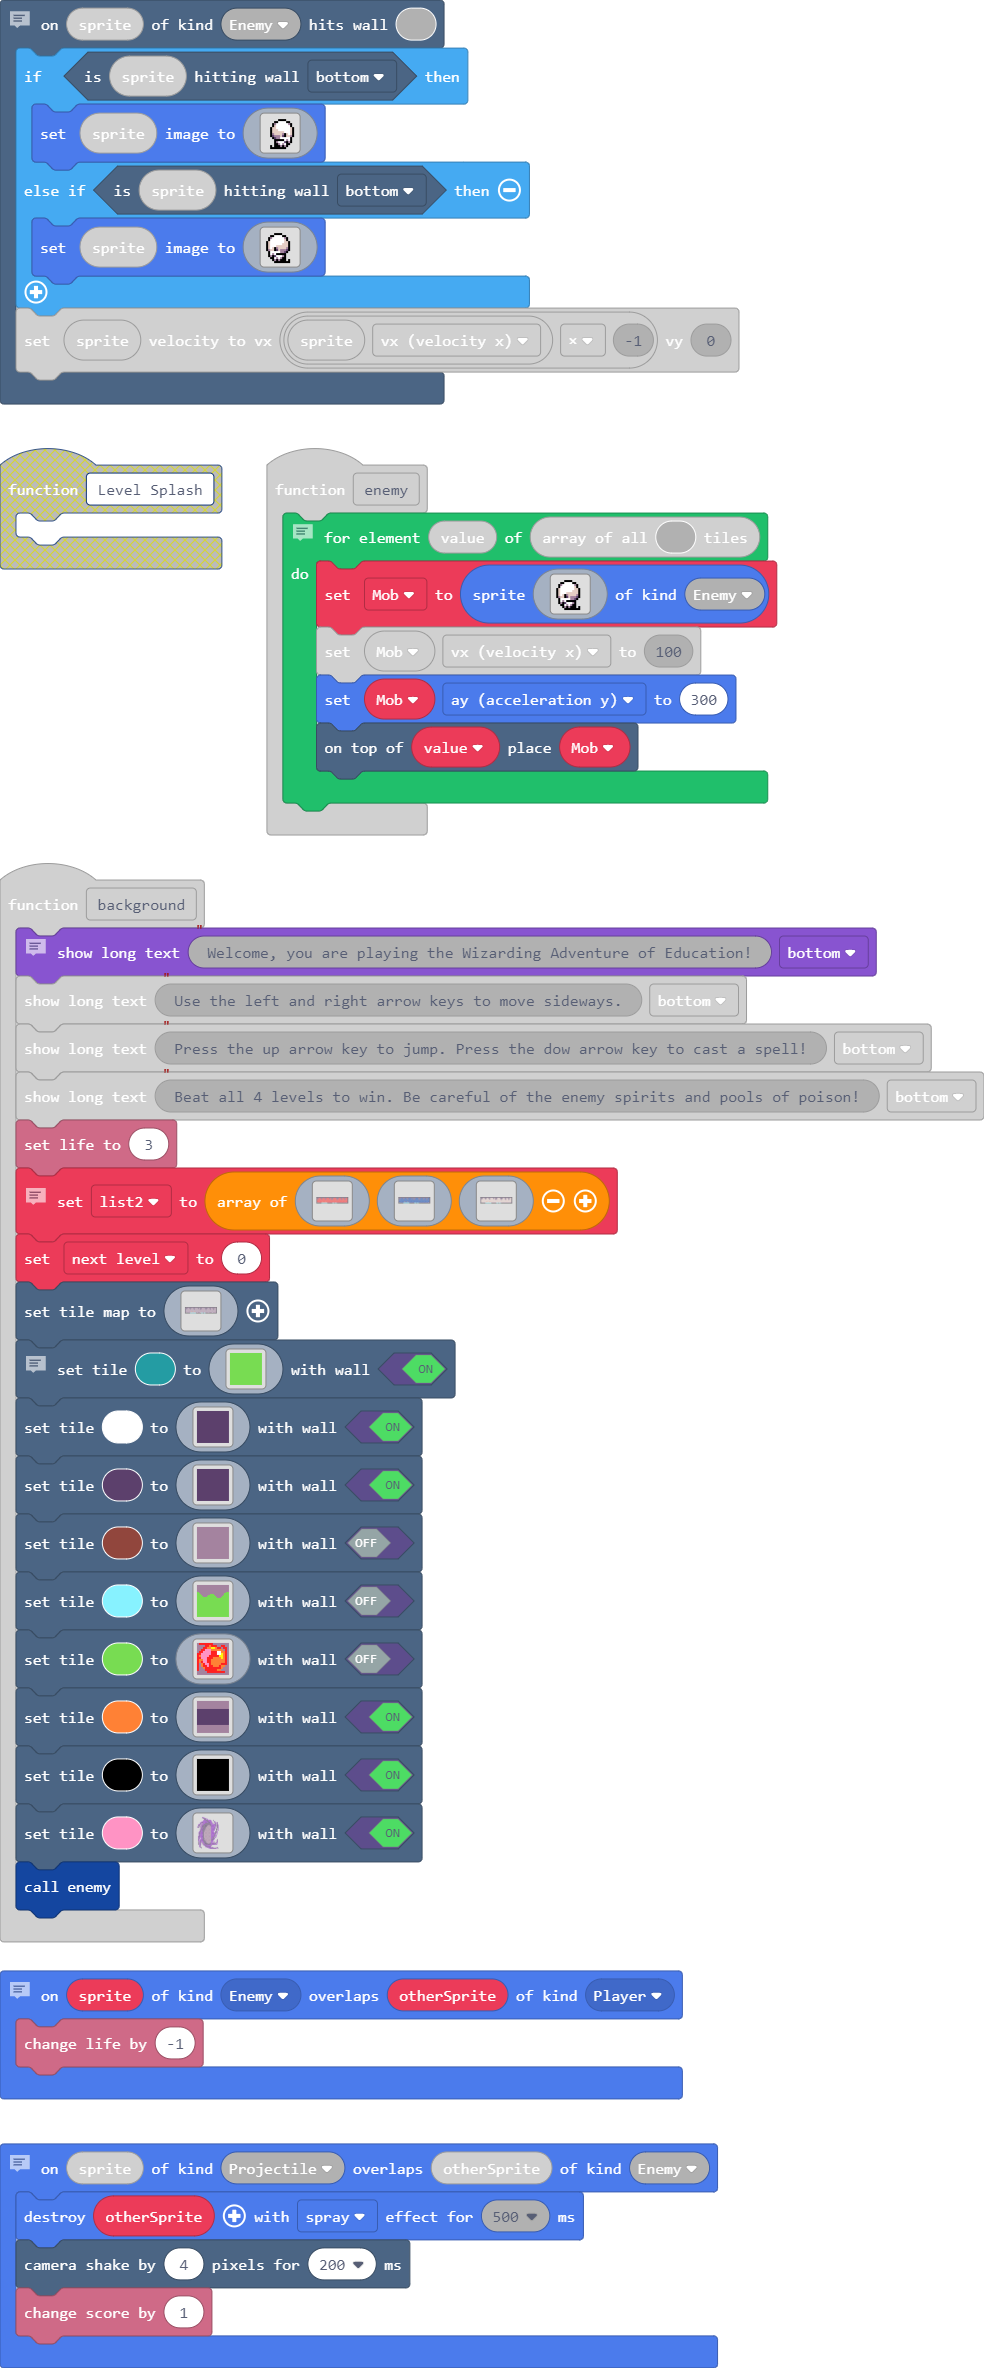 on sprite of kind Enemy hits wall
if is sprite hitting wall bottom then
set sprite image to
else if is sprite hitting wall bottom then
set sprite image to
set sprite velocity to vx sprite vx (velocity x) × -1 vy 0
function Level Splash
function enemy
for element value of array of all tiles
do
set Mob to sprite of kind Enemy
set Mob vx (velocity x) to 100
set Mob ay (acceleration y) to 300
on top of value place Mob
function background
show long text " Welcome, you are playing the Wizarding Adventure of Education! bottom
show long text " Use the left and right arrow keys to move sideways. bottom
show long text " Press the up arrow key to jump. Press the dow arrow key to cast a spell! bottom
show long text " Beat all 4 levels to win. Be careful of the enemy spirits and pools of poison! bottom
set life to 3
set list2 to array of
set next level to 0
set tile map to
set tile to with wall ON
set tile to with wall ON
set tile to with wall ON
set tile to with wall OFF
set tile to with wall OFF
set tile to with wall OFF
set tile to with wall ON
set tile to with wall ON
set tile to with wall ON
call enemy
on sprite of kind Enemy overlaps otherSprite of kind Player
change life by -1
on sprite of kind Projectile overlaps otherSprite of kind Enemy
destroy otherSprite with spray effect for 500 ms
camera shake by 4 pixels for 200 ms
change score by 1